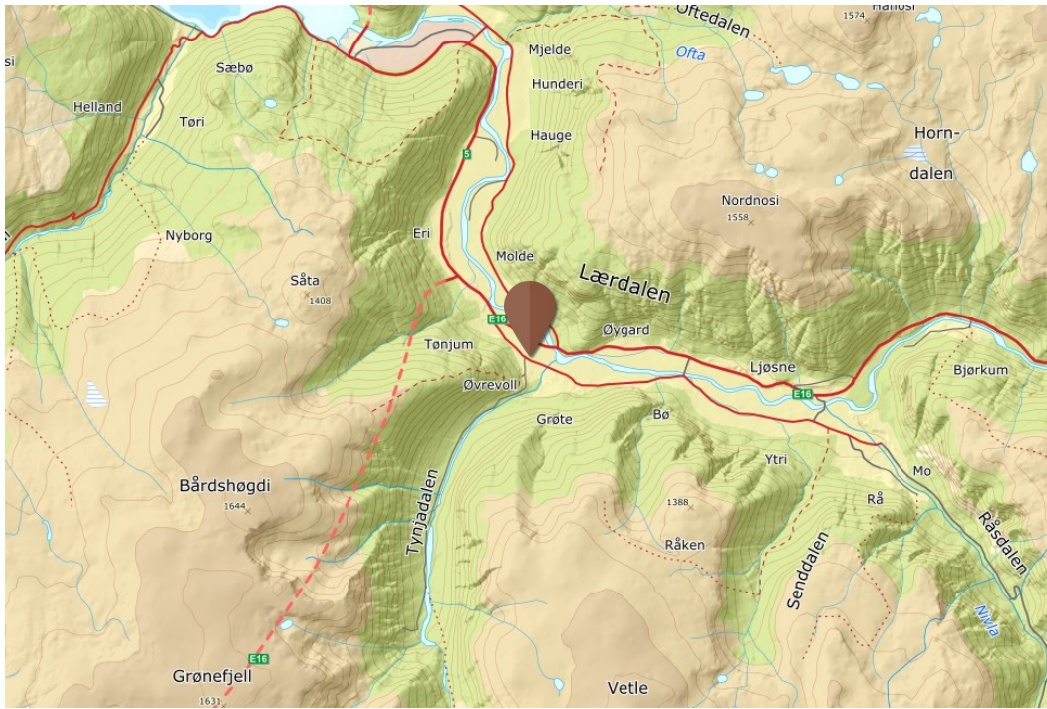 1574
Hånosi
Oftedalen
Ofta
Mjelde
Sæbø
Hunderi
Helland
Tøri
Hauge
Horn-
dalen
5
Nordnosi
1558
Nyborg
Eri
Molde
Såta
1408
Lærdalen
E16
Øygard
Tønjum
Ljøsne
Bjørkum
Øvrevoll
E16
Grøte
Bø
Ytri
Mo
Bårdshøgdi
1644
Tynjadalen
1388
Rå
Råken
Råsdalen
Senddalen
Nivla
E16
Grønefjell
1631
Vetle